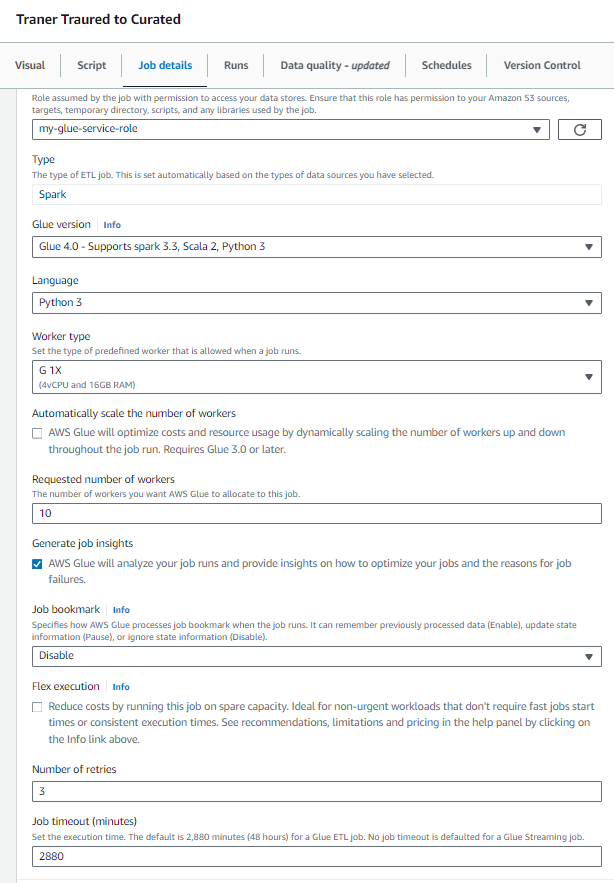 Traner Traured to Curated
Visual
Script
Job details
Runs
Data quality - updated
Schedules
Version Control
Role assumed by the job with permission to access your data stores. Ensure that this role has permission to your Amazon S3 sources,
targets, temporary directory, scripts, and any libraries used by the job.
my-glue-service-role
Type
The type of ETL job. This is set automatically based on the types of data sources you have selected.
Spark
Glue version Info
Glue 4.0 - Supports spark 3.3, Scala 2, Python 3
Language
Python 3
Worker type
Set the type of predefined worker that is allowed when a job runs.
G 1X
(4vCPU and 16GB RAM)
Automatically scale the number of workers
AWS Glue will optimize costs and resource usage by dynamically scaling the number of workers up and down
throughout the job run. Requires Glue 3.0 or later.
Requested number of workers
The number of workers you want AWS Glue to allocate to this job.
10
Generate job insights
AWS Glue will analyze your job runs and provide insights on how to optimize your jobs and the reasons for job
failures.
Job bookmark Info
Specifies how AWS Glue processes job bookmark when the job runs. It can remember previously processed data (Enable), update state
information (Pause), or ignore state information (Disable).
Disable
Flex execution Info
Reduce costs by running this job on spare capacity. Ideal for non-urgent workloads that don't require fast jobs start
times or consistent execution times. See recommendations, limitations and pricing in the help panel by clicking on
the Info link above.
Number of retries
3
Job timeout (minutes)
Set the execution time. The default is 2,880 minutes (48 hours) for a Glue ETL job. No job timeout is defaulted for a Glue Streaming job.
2880